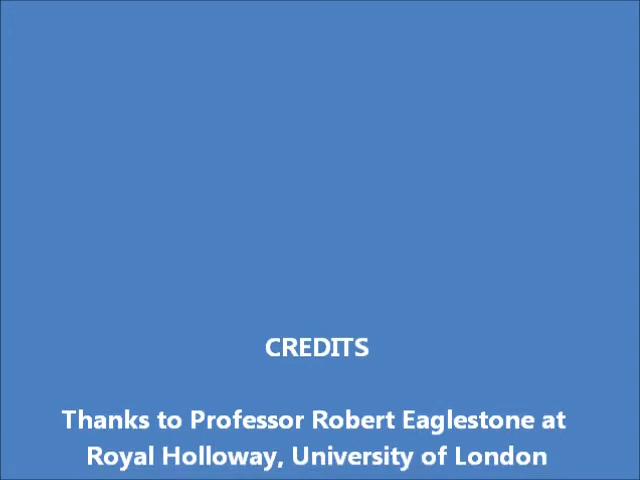 CREDITS
Thanks to Professor Robert Eaglestone at
Royal Holloway, University of London